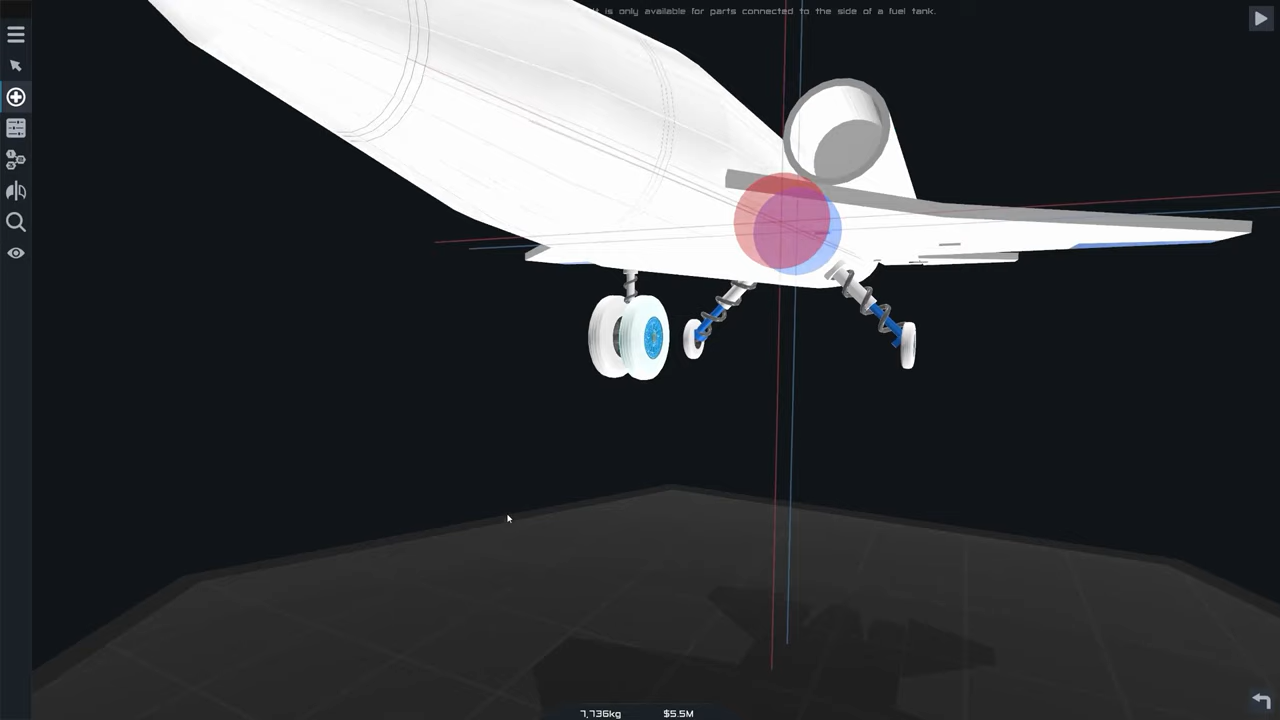 t is only available for parts connected to the side of a fuel tank.
7,736kg $5.5M